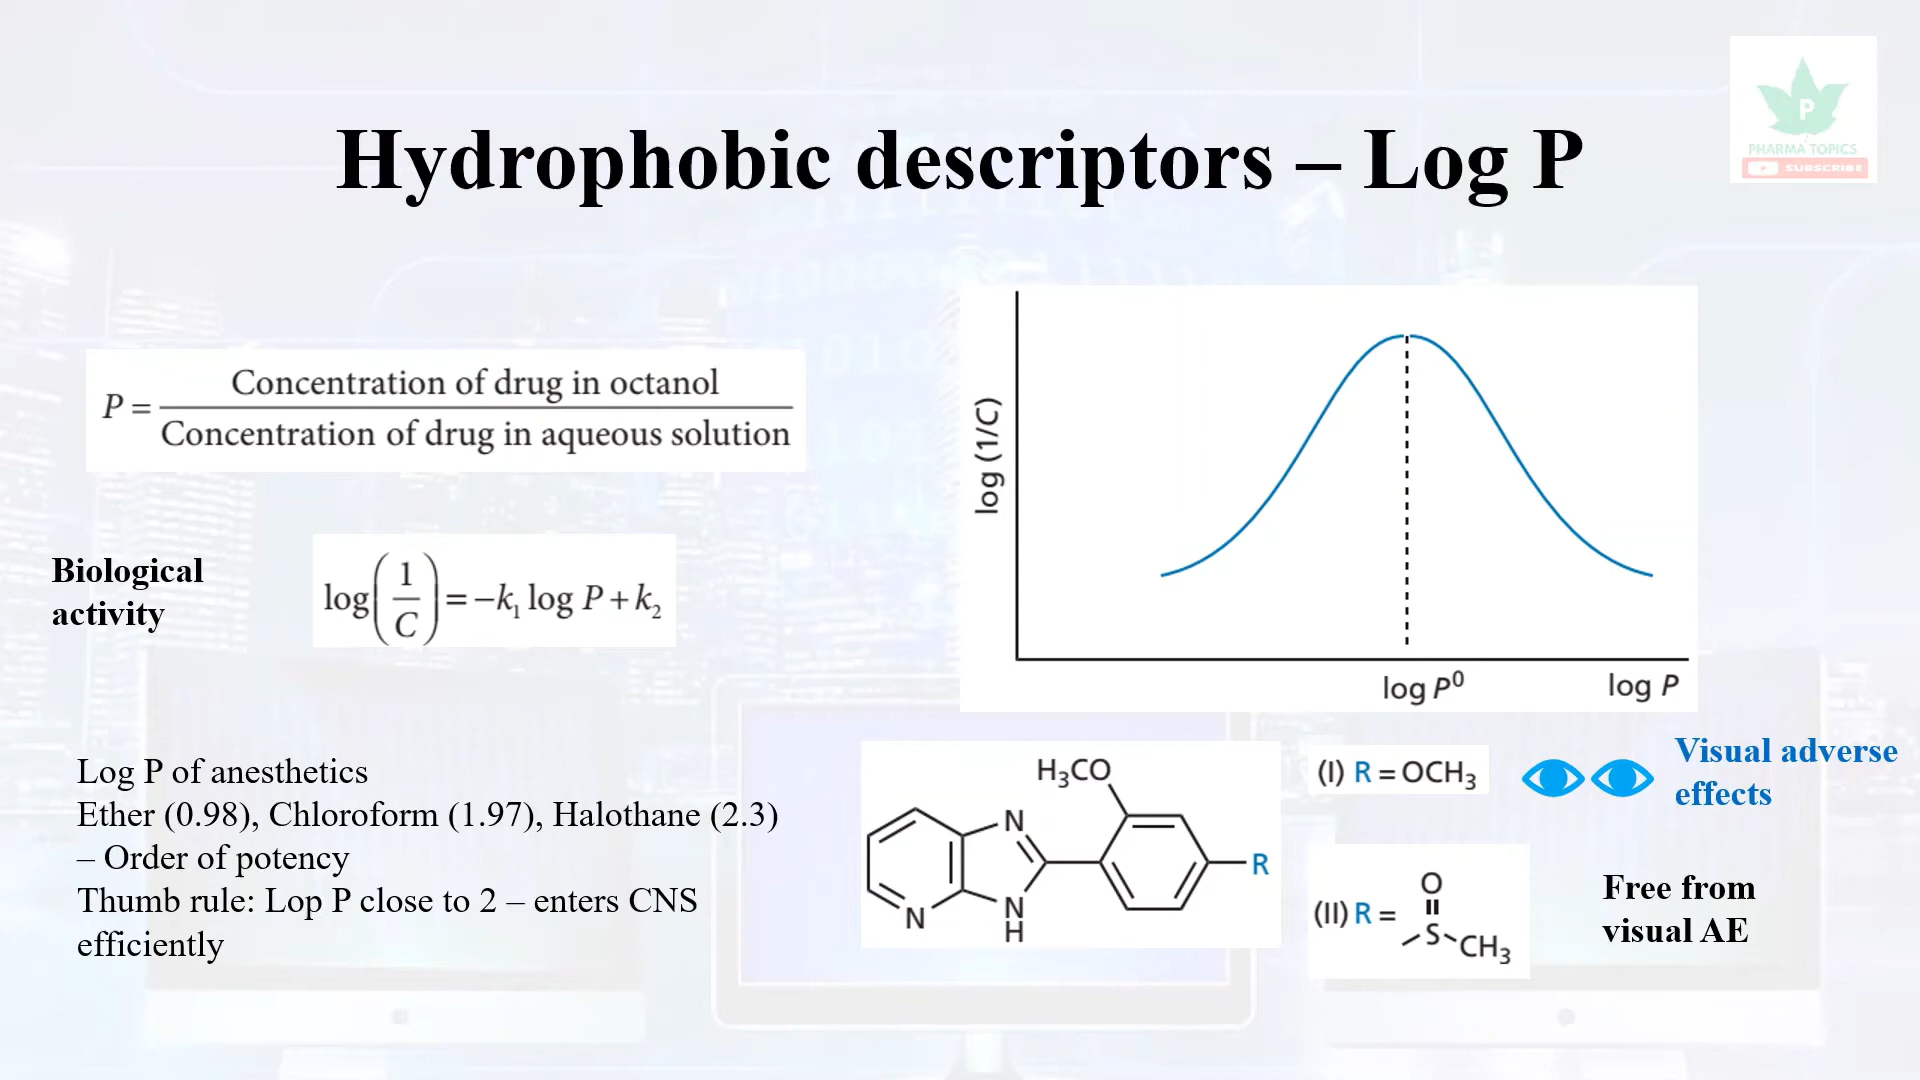 Hydrophobic descriptors – Log P
P
PHARMA TOPICS
SUBSCRIBE
P = Concentration of drug in octanol
Concentration of drug in aqueous solution
Biological
activity
log(1/C) = −k₁ log P + k₂
log (1/C)
log P⁰
log P
Log P of anesthetics
Ether (0.98), Chloroform (1.97), Halothane (2.3)
– Order of potency
Thumb rule: Lop P close to 2 – enters CNS
efficiently
H₃CO
N
N
N
H
R
(I) R = OCH₃
Visual adverse
effects
(II) R =
O
S
CH₃
Free from
visual AE